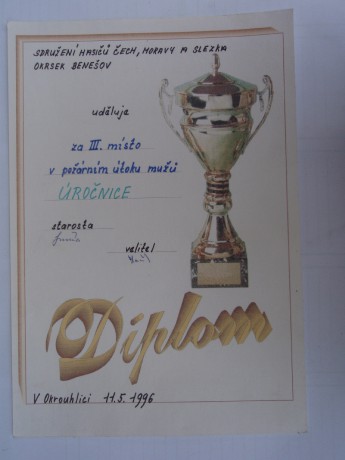 SDRUŽENÍ HASIČŮ ČECH, MORAVY A SLEZKA
OKRSEK BENEŠOV
uděluje
za III. místo
v požárním útoku mužů
ÚROČNICE
starosta
velitel
Diplom
V Okrouhlici 11.5. 1996